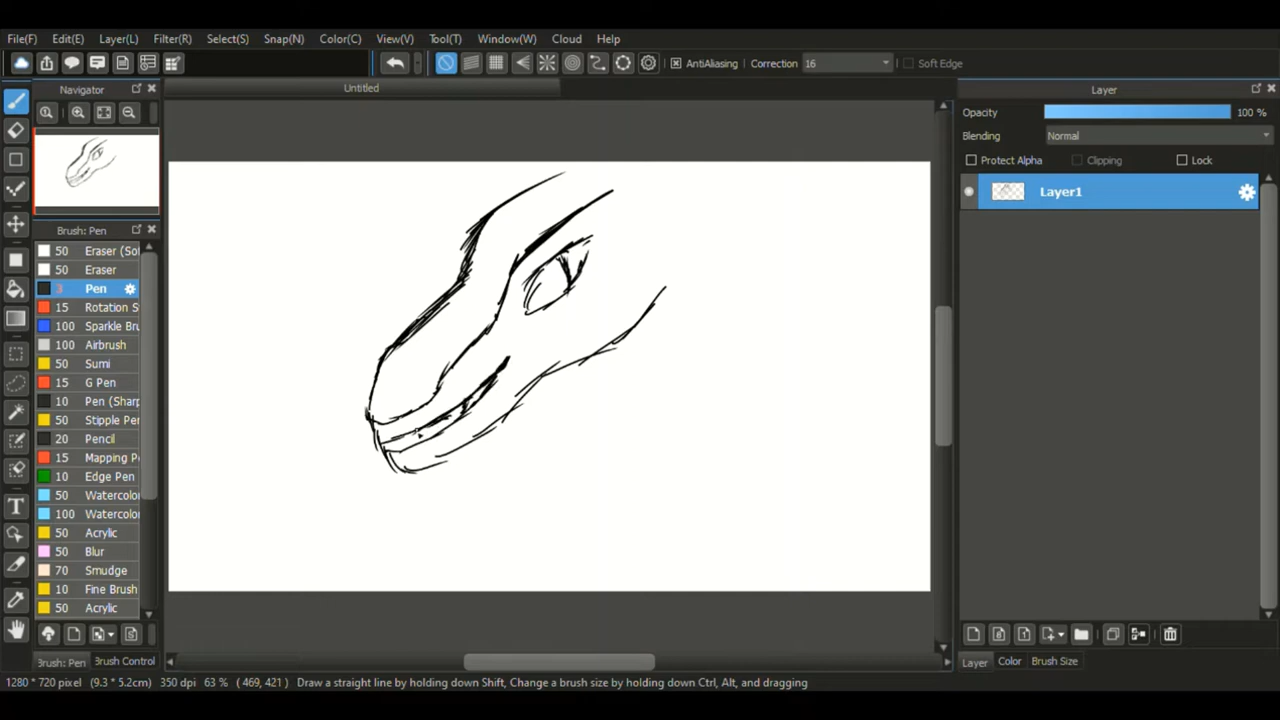 File(F) Edit(E) Layer(L) Filter(R) Select(S) Snap(N) Color(C) View(V) Tool(T) Window(W) Cloud Help
AntiAliasing Correction 16 Soft Edge
Navigator
Untitled
Layer
Opacity 100 %
Blending Normal
Protect Alpha Clipping Lock
Layer1
Brush: Pen
50 Eraser (So
50 Eraser
3 Pen
15 Rotation S
100 Sparkle Bru
100 Airbrush
50 Sumi
15 G Pen
10 Pen (Sharp
50 Stipple Pen
20 Pencil
15 Mapping P
10 Edge Pen
50 Watercolor
100 Watercolor
50 Acrylic
50 Blur
70 Smudge
10 Fine Brush
50 Acrylic
Brush: Pen Brush Control
Layer Color Brush Size
1280 * 720 pixel (9.3 * 5.2cm) 350 dpi 63 % ( 469, 421 ) Draw a straight line by holding down Shift, Change a brush size by holding down Ctrl, Alt, and dragging